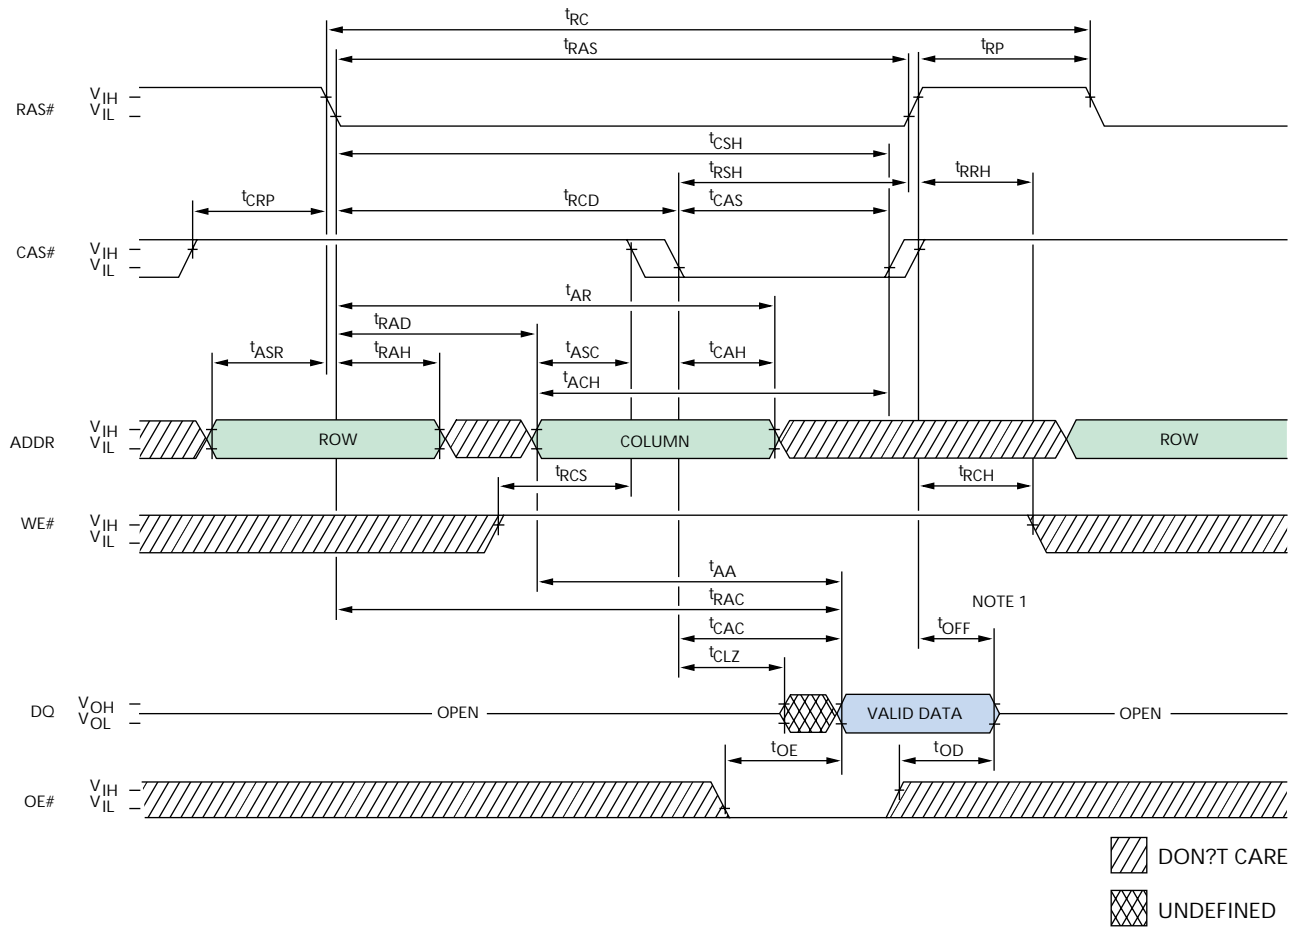 tRC
tRAS
tRP
RAS#
VIH
VIL
tCSH
tRSH
tRRH
tCRP
tRCD
tCAS
CAS#
VIH
VIL
tAR
tRAD
tASR
tRAH
tASC
tCAH
tACH
ADDR
VIH
VIL
ROW
COLUMN
ROW
tRCS
tRCH
WE#
VIH
VIL
tAA
tRAC
NOTE 1
tCAC
tOFF
tCLZ
DQ
VOH
VOL
OPEN
VALID DATA
OPEN
tOE
tOD
OE#
VIH
VIL
DON?T CARE
UNDEFINED